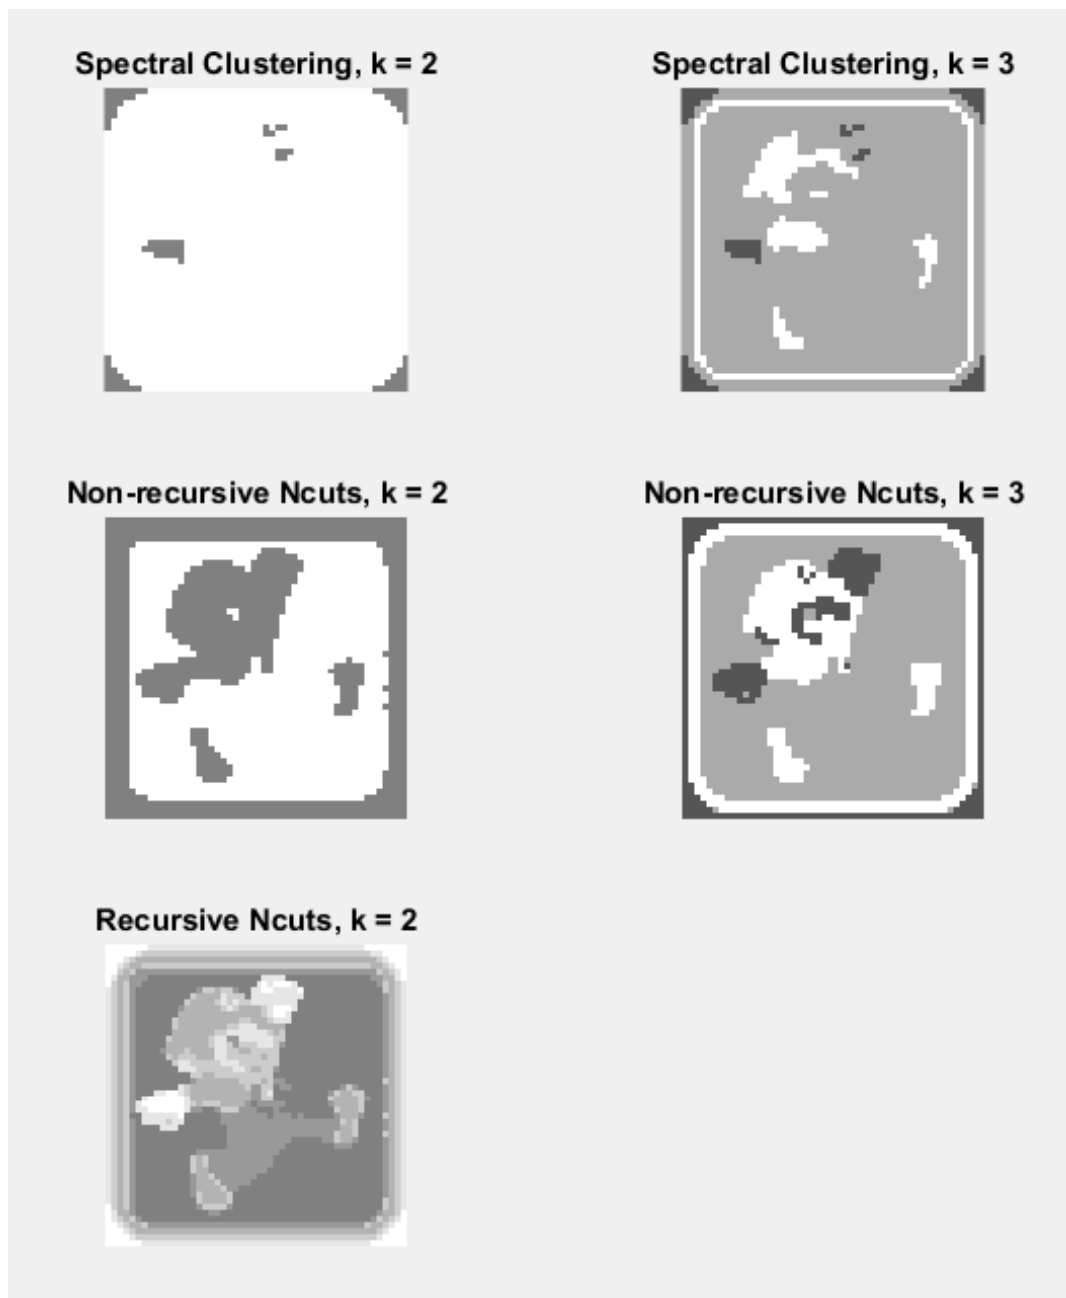 Spectral Clustering, k = 2
Spectral Clustering, k = 3
Non-recursive Ncuts, k = 2
Non-recursive Ncuts, k = 3
Recursive Ncuts, k = 2